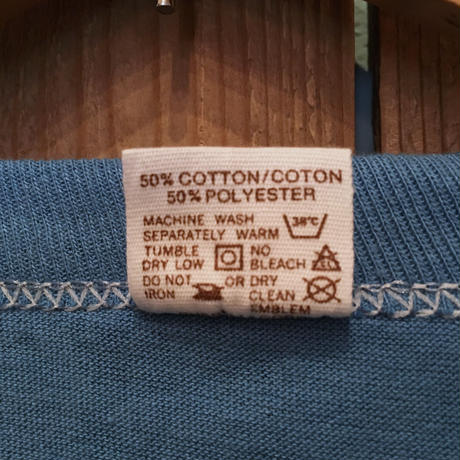 50% COTTON/COTON
50% POLYESTER
MACHINE WASH
SEPARATELY WARM 38°C
TUMBLE NO
DRY LOW BLEACH CL
DO NOT OR DRY
IRON CLEAN
EMBLEM